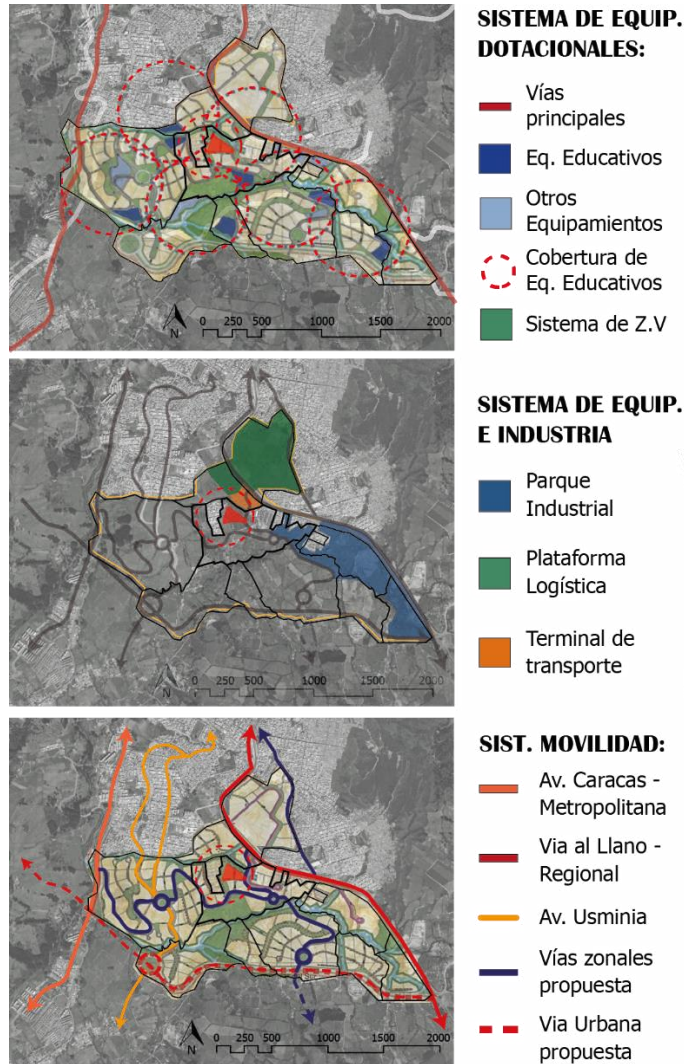 SISTEMA DE EQUIP.
DOTACIONALES:
Vías
principales
Eq. Educativos
Otros
Equipamientos
Cobertura de
Eq. Educativos
Sistema de Z.V
N
0 250 500 1000 1500 2000
SISTEMA DE EQUIP.
E INDUSTRIA
Parque
Industrial
Plataforma
Logística
Terminal de
transporte
N
0 250 500 1000 1500 2000
SIST. MOVILIDAD:
Av. Caracas -
Metropolitana
Via al Llano -
Regional
Av. Usminia
Vías zonales
propuesta
Via Urbana
propuesta
N
0 250 500 1000 1500 2000